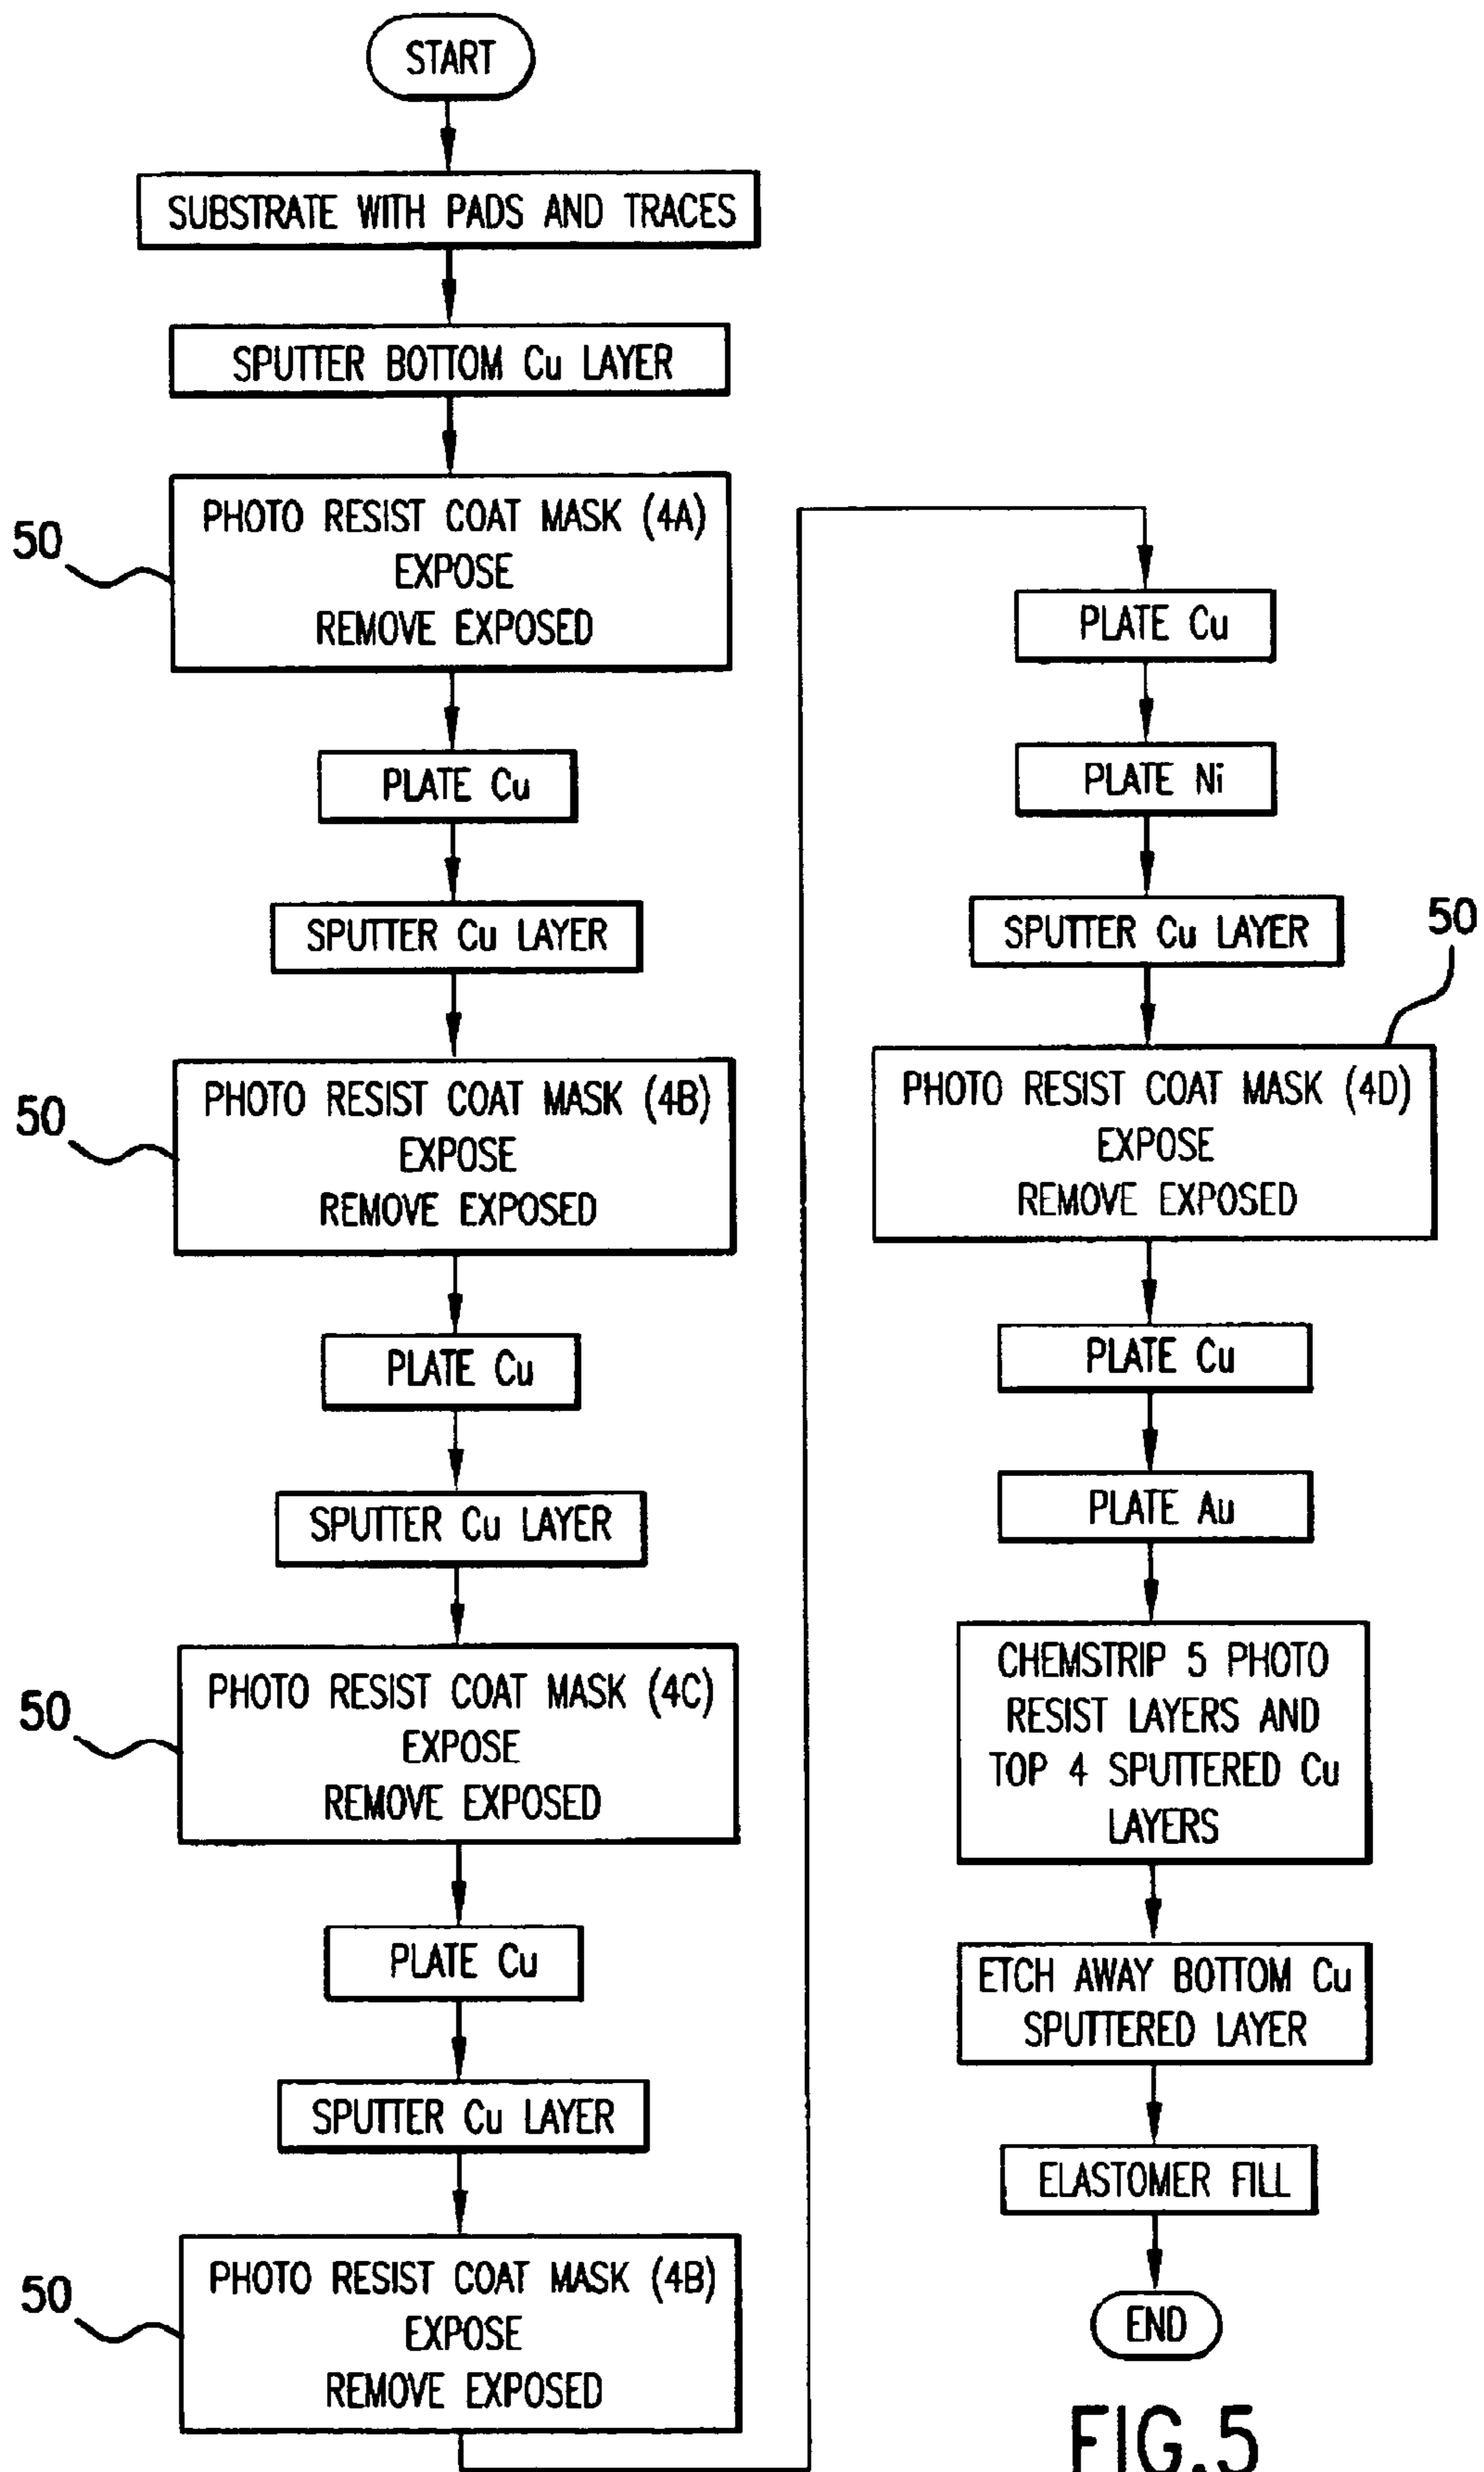 START
SUBSTRATE WITH PADS AND TRACES
SPUTTER BOTTOM Cu LAYER
50
PHOTO RESIST COAT MASK (4A)
EXPOSE
REMOVE EXPOSED
PLATE Cu
SPUTTER Cu LAYER
50
PHOTO RESIST COAT MASK (4B)
EXPOSE
REMOVE EXPOSED
PLATE Cu
SPUTTER Cu LAYER
50
PHOTO RESIST COAT MASK (4C)
EXPOSE
REMOVE EXPOSED
PLATE Cu
SPUTTER Cu LAYER
50
PHOTO RESIST COAT MASK (4B)
EXPOSE
REMOVE EXPOSED
PLATE Cu
PLATE Ni
SPUTTER Cu LAYER
50
PHOTO RESIST COAT MASK (4D)
EXPOSE
REMOVE EXPOSED
PLATE Cu
PLATE Au
CHEMSTRIP 5 PHOTO
RESIST LAYERS AND
TOP 4 SPUTTERED Cu
LAYERS
ETCH AWAY BOTTOM Cu
SPUTTERED LAYER
ELASTOMER FILL
END
FIG.5